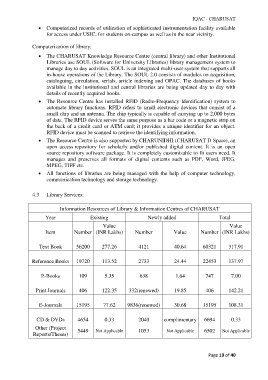 IQAC - CHARUSAT
• Computerized records of utilization of sophisticated instrumentation facility available
for access under USIC, for students on campus as well as in the near vicinity.
Computerization of library:
• The CHARUSAT Knowledge Resource Centre (central library) and other Institutional
Libraries use SOUL (Software for University Libraries) library management system to
manage day to day activities. SOUL is an integrated multi-user system that supports all
in-house operations of the Library. The SOUL 2.0 consists of modules on acquisition,
cataloguing, circulation, serials, article indexing and OPAC. The databases of books
available in the institutional and central libraries are being updated day to day with
details of recently acquired books.
• The Resource Centre has installed RFID (Radio-Frequency Identification) system to
automate library functions. RFID refers to small electronic devices that consist of a
small chip and an antenna. The chip typically is capable of carrying up to 2,000 bytes
of data. The RFID device serves the same purpose as a bar code or a magnetic strip on
the back of a credit card or ATM card; it provides a unique identifier for an object.
RFID device must be scanned to retrieve the identifying information.
• The Resource Centre is also supported by CHARUNIDHI (CHARUSAT D Space), an
open access repository for scholarly and/or published digital content. It is an open
source repository software package. It is completely customizable to fit users need. It
manages and preserves all formats of digital contents such as PDF, Word, JPEG,
MPEG, TIFF etc.
• All functions of libraries are being managed with the help of computer technology,
communication technology and storage technology.
4.3 Library Services:
Information Resources of Library & Information Centres of CHARUSAT
Year Existing Newly added Total
Item Number Value (INR Lakhs) Number Value Number Value (INR Lakhs)
Text Book 56200 277.26 4121 40.64 60321 317.91
Reference Books 19720 113.52 2733 24.44 22453 137.97
E-Books 109 5.35 638 1.64 747 7.00
Print Journals 406 122.35 332(renewed) 19.85 406 142.21
E-Journals 15195 77.62 9836(renewed) 30.68 15195 108.31
CD & DVDs 4654 0.33 2040 complimentary 6694 0.33
Other (Project Reports/Theses) 5449 Not Applicable 1053 Not Applicable 6502 Not Applicable
Page 19 of 40